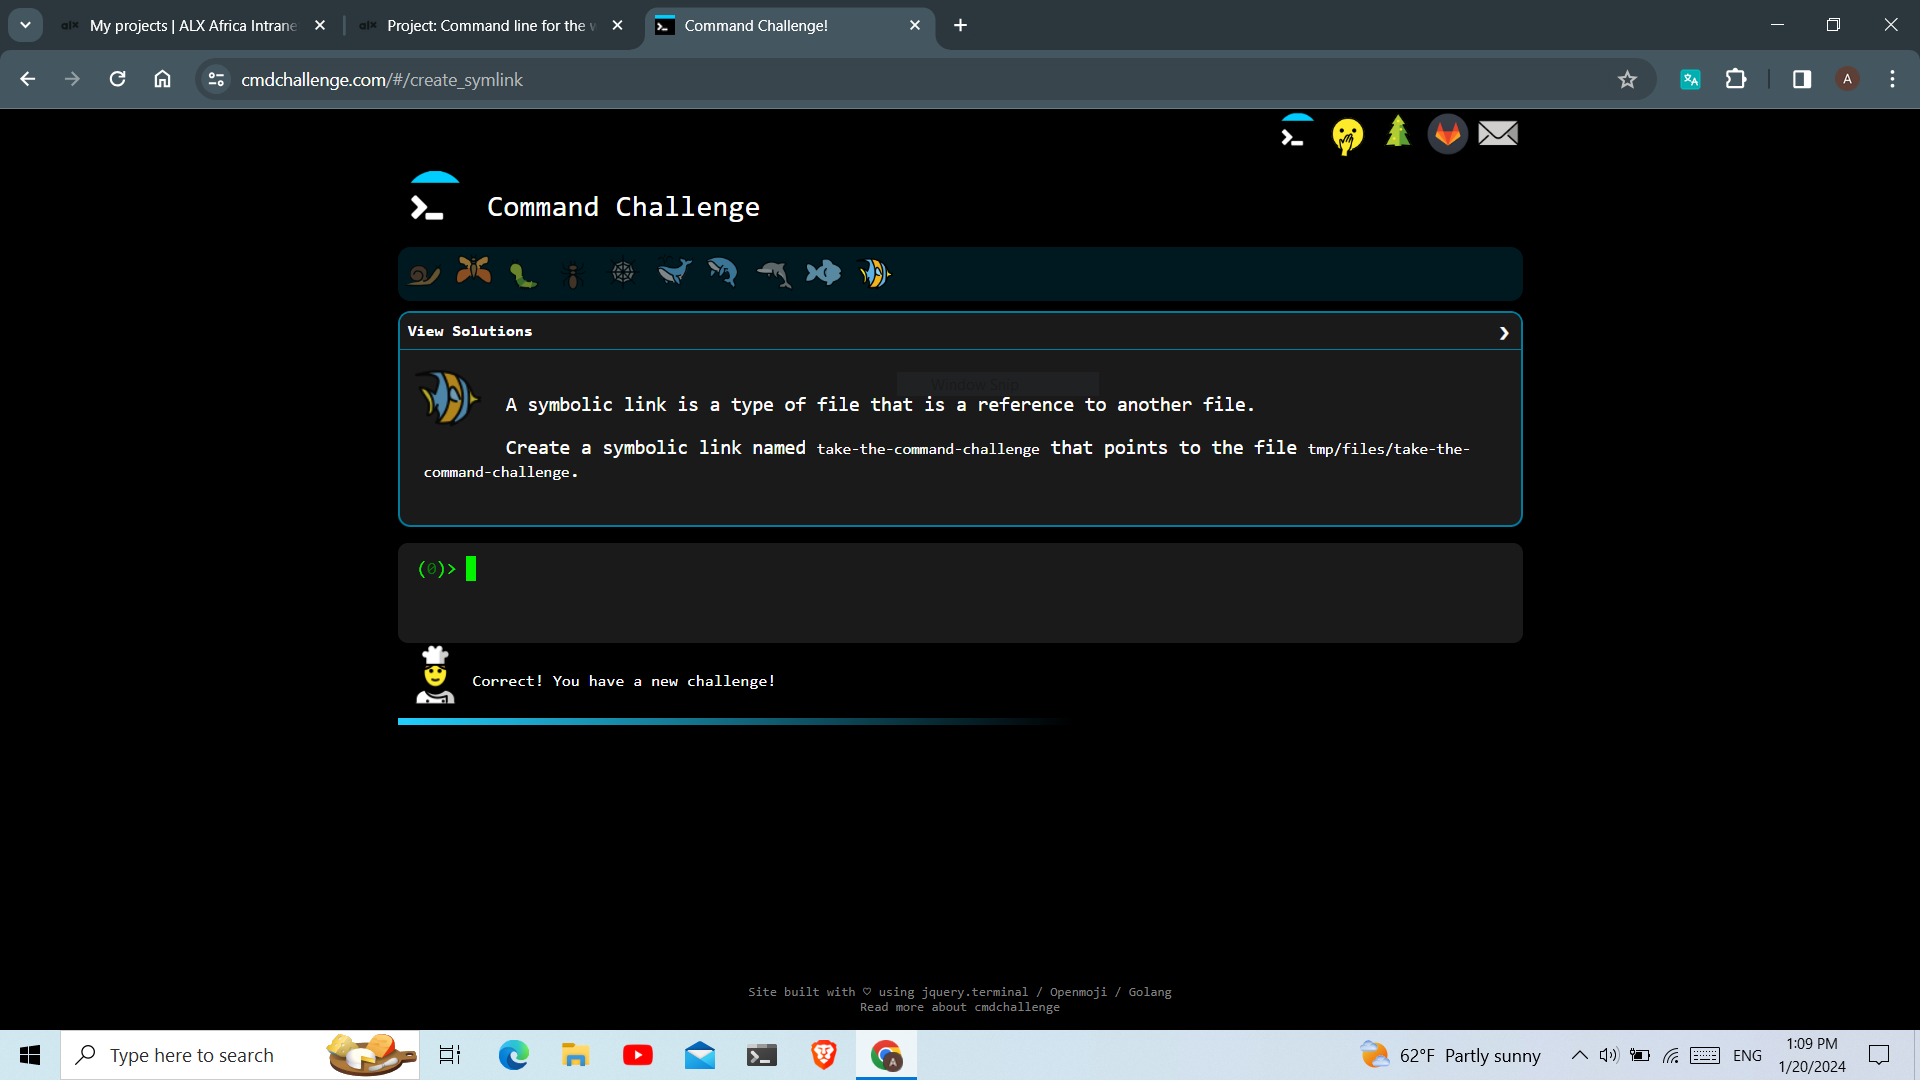 My projects | ALX Africa Intrane
Project: Command line for the w
Command Challenge!
cmdchallenge.com/#/create_symlink
A
Command Challenge
View Solutions
Window Snip
A symbolic link is a type of file that is a reference to another file.
Create a symbolic link named take-the-command-challenge that points to the file tmp/files/take-the-
command-challenge.
(0)>
Correct! You have a new challenge!
Site built with ♡ using jquery.terminal / Openmoji / Golang
Read more about cmdchallenge
Type here to search
A
62°F Partly sunny
ENG
1:09 PM
1/20/2024